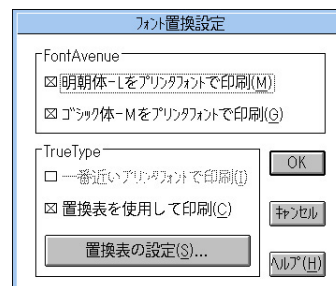 フォント置換設定
FontAvenue
明朝体-Lをプリンタフォントで印刷(M)
ゴシック体-Mをプリンタフォントで印刷(G)
TrueType
一番近いプリンタフォントで印刷(I)
置換表を使用して印刷(C)
置換表の設定(S)...
OK
キャンセル
ヘルプ(H)